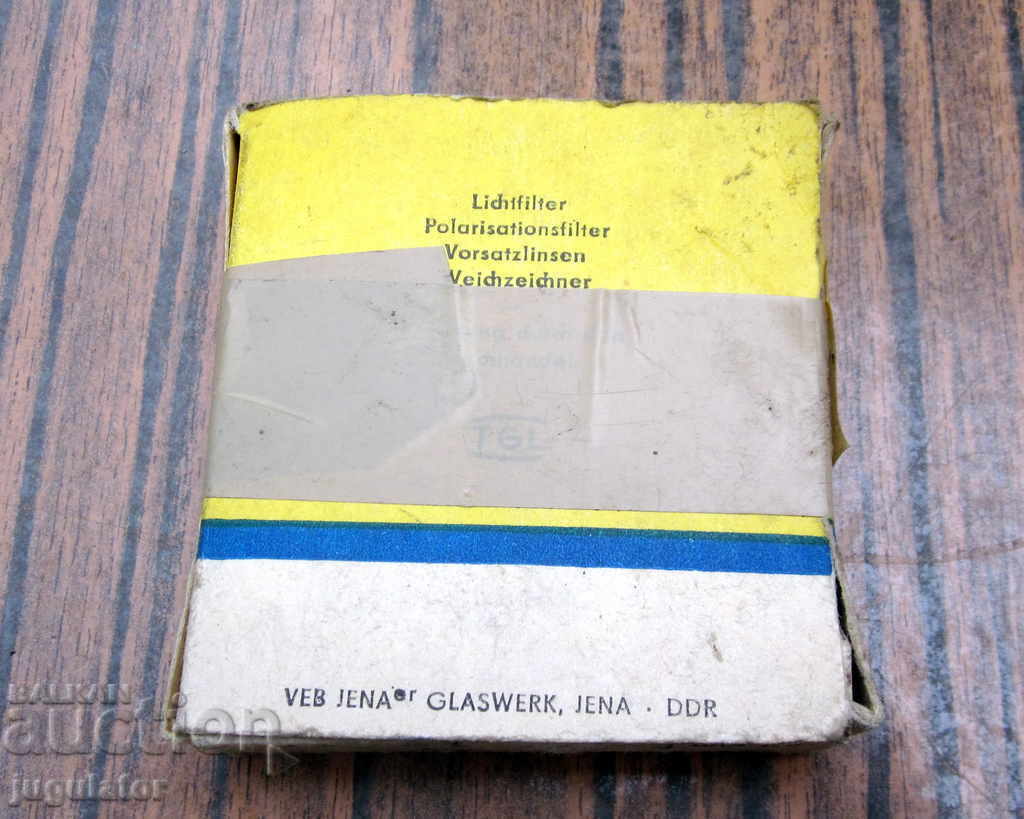 Lichtfilter
Polarisationsfilter
Vorsatzlinsen
Weichzeichner
TGL
VEB JENAer GLASWERK, JENA · DDR
BALKAN
auction
jugulator